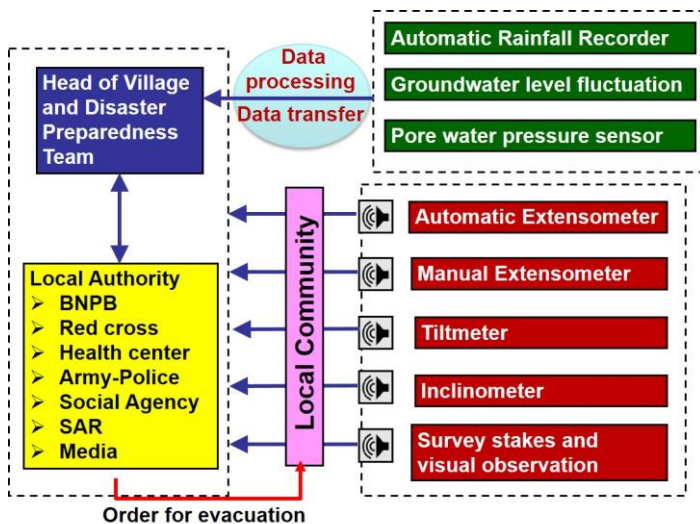 Head of Village
and Disaster
Preparedness
Team
Data
processing
Data transfer
Automatic Rainfall Recorder
Groundwater level fluctuation
Pore water pressure sensor
Local Authority
➢ BNPB
➢ Red cross
➢ Health center
➢ Army-Police
➢ Social Agency
➢ SAR
➢ Media
Local Community
Automatic Extensometer
Manual Extensometer
Tiltmeter
Inclinometer
Survey stakes and
visual observation
Order for evacuation